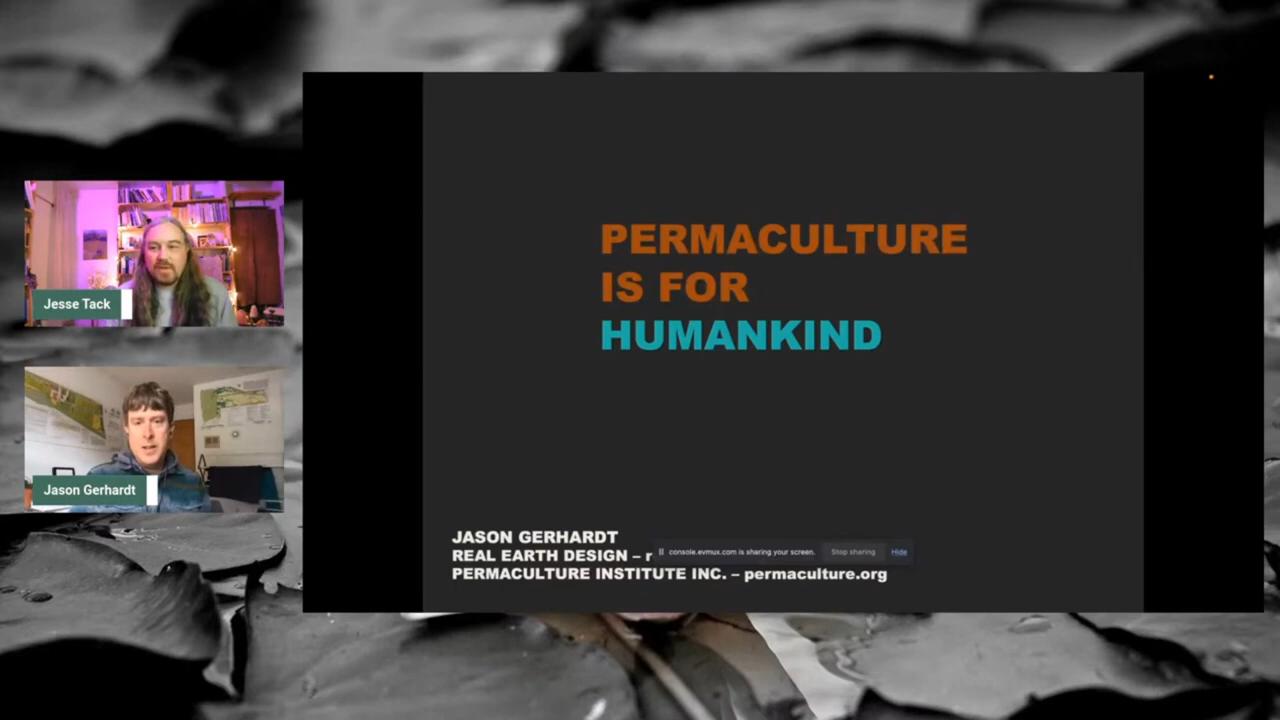 Jesse Tack
Jason Gerhardt
PERMACULTURE
IS FOR
HUMANKIND
JASON GERHARDT
REAL EARTH DESIGN – r
PERMACULTURE INSTITUTE INC. – permaculture.org
console.evmux.com is sharing your screen.
Stop sharing
Hide